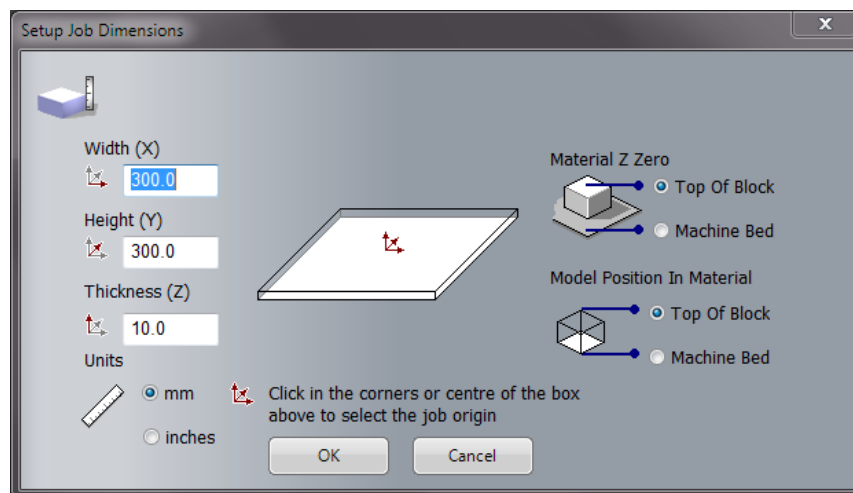 Setup Job Dimensions
x
Width (X)
300.0
Height (Y)
300.0
Thickness (Z)
10.0
Units
mm
inches
Click in the corners or centre of the box
above to select the job origin
OK
Cancel
Material Z Zero
Top Of Block
Machine Bed
Model Position In Material
Top Of Block
Machine Bed